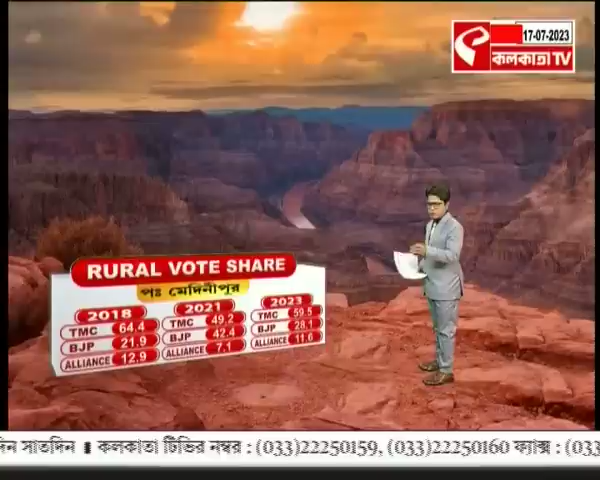 17-07-2023
কলকাতা TV
RURAL VOTE SHARE
পঃ মেদিনীপুর
2018
TMC 64.4
BJP 21.9
ALLIANCE 12.9
2021
TMC 49.2
BJP 42.4
ALLIANCE 7.1
2023
TMC 59.5
BJP 28.1
ALLIANCE 11.6
দিন সাতদিন ∎ কলকাতা টিভির নম্বর : (033)22250159, (033)22250160 ফ্যাক্স : (03